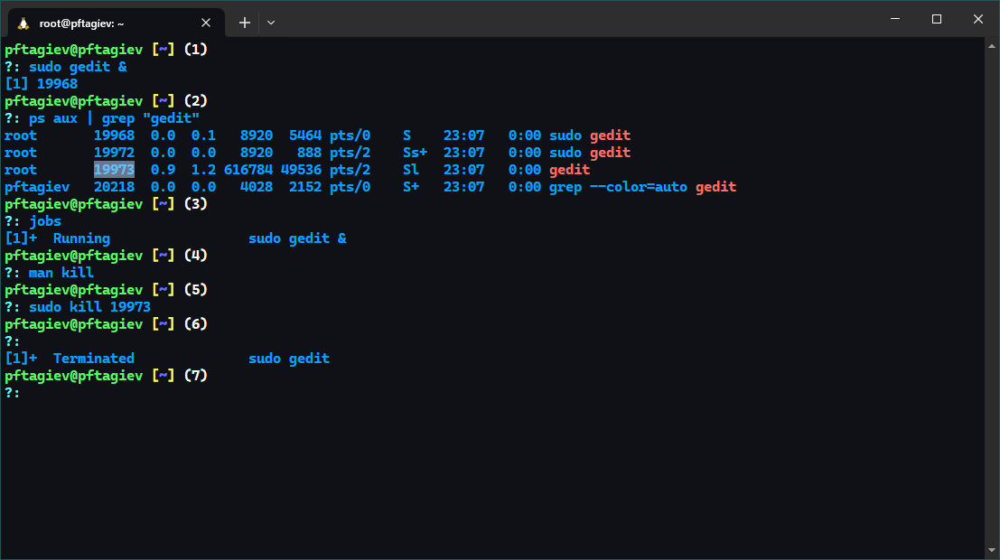 root@pftagiev: ~
pftagiev@pftagiev [~] (1)
?: sudo gedit &
[1] 19968
pftagiev@pftagiev [~] (2)
?: ps aux | grep "gedit"
root       19968  0.0  0.1   8920  5464 pts/0    S    23:07   0:00 sudo gedit
root       19972  0.0  0.0   8920   888 pts/2    Ss+  23:07   0:00 sudo gedit
root       19973  0.9  1.2 616784 49536 pts/2    Sl   23:07   0:00 gedit
pftagiev   20218  0.0  0.0   4028  2152 pts/0    S+   23:07   0:00 grep --color=auto gedit
pftagiev@pftagiev [~] (3)
?: jobs
[1]+  Running                 sudo gedit &
pftagiev@pftagiev [~] (4)
?: man kill
pftagiev@pftagiev [~] (5)
?: sudo kill 19973
pftagiev@pftagiev [~] (6)
?:
[1]+  Terminated              sudo gedit
pftagiev@pftagiev [~] (7)
?: